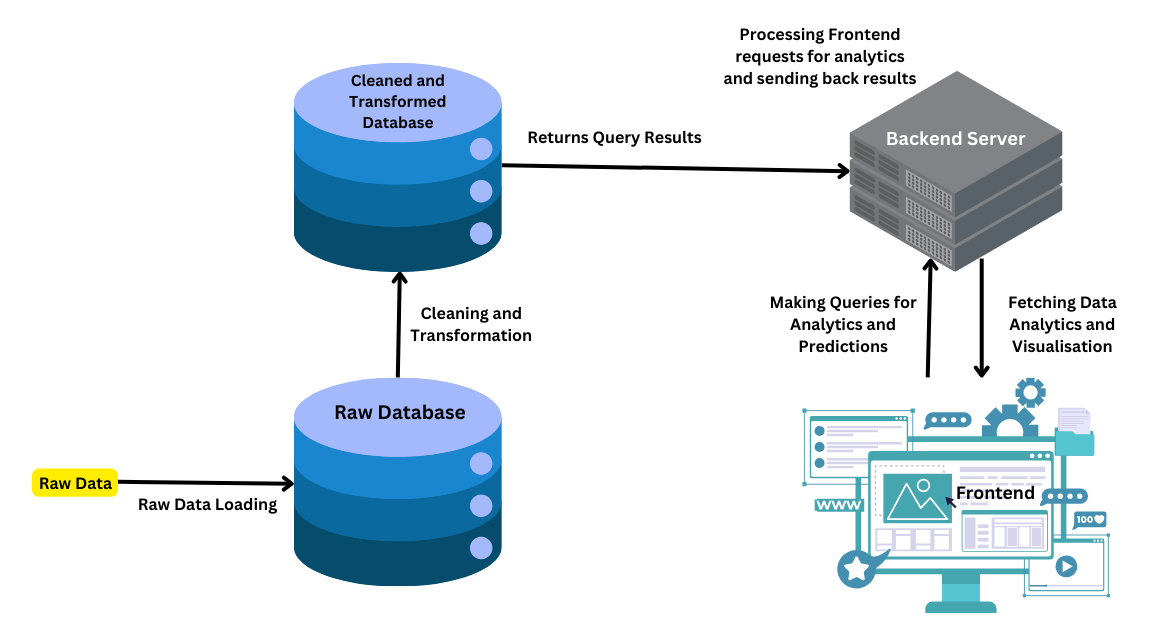 Processing Frontend
requests for analytics
and sending back results
Cleaned and
Transformed
Database
Returns Query Results
Backend Server
Cleaning and
Transformation
Making Queries for
Analytics and
Predictions
Fetching Data
Analytics and
Visualisation
Raw Database
Raw Data
Raw Data Loading
Frontend
WWW
100